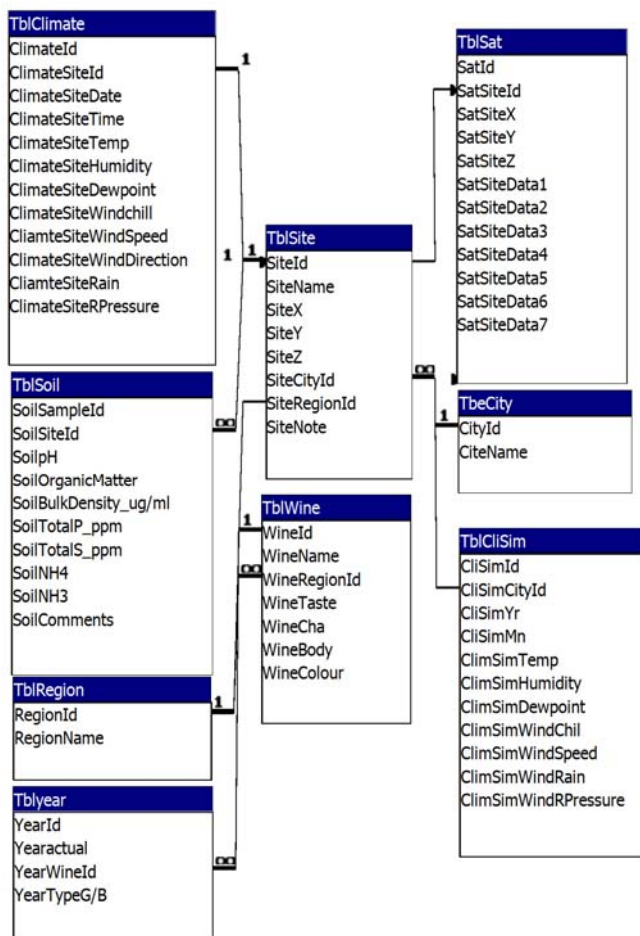 TblClimate
ClimateId
ClimateSiteId
ClimateSiteDate
ClimateSiteTime
ClimateSiteTemp
ClimateSiteHumidity
ClimateSiteDewpoint
ClimateSiteWindchill
CliamteSiteWindSpeed
ClimateSiteWindDirection
CliamteSiteRain
ClimateSiteRPressure
1
1
1
TblSoil
SoilSampleId
SoilSiteId
SoilpH
SoilOrganicMatter
SoilBulkDensity_ug/ml
SoilTotalP_ppm
SoilTotalS_ppm
SoilNH4
SoilNH3
SoilComments
∞
TblRegion
RegionId
RegionName
1
Tblyear
YearId
Yearactual
YearWineId
YearTypeG/B
∞
TblSite
SiteId
SiteName
SiteX
SiteY
SiteZ
SiteCityId
SiteRegionId
SiteNote
∞
TblWine
WineId
WineName
WineRegionId
WineTaste
WineCha
WineBody
WineColour
1
∞
TblSat
SatId
SatSiteId
SatSiteX
SatSiteY
SatSiteZ
SatSiteData1
SatSiteData2
SatSiteData3
SatSiteData4
SatSiteData5
SatSiteData6
SatSiteData7
TbeCity
CityId
CiteName
1
TblCliSim
CliSimId
CliSimCityId
CliSimYr
CliSimMn
ClimSimTemp
ClimSimHumidity
ClimSimDewpoint
ClimSimWindChil
ClimSimWindSpeed
ClimSimWindRain
ClimSimWindRPressure